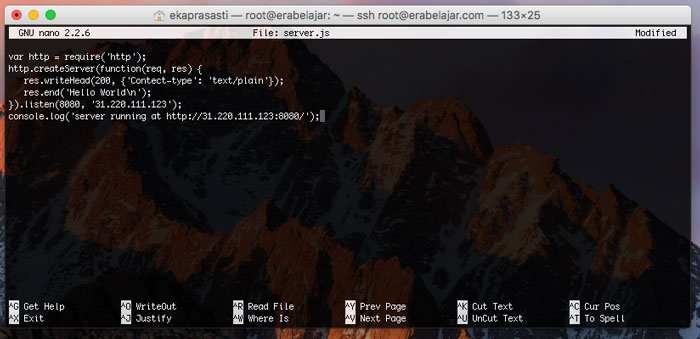 ekaprasasti — root@erabelajar: ~ — ssh root@erabelajar.com — 133×25
GNU nano 2.2.6 File: server.js Modified
var http = require('http');
http.createServer(function(req, res) {
res.writeHead(200, {'Contect-type': 'text/plain'});
res.end('Hello World\n');
}).listen(8080, '31.220.111.123');
console.log('server running at http://31.220.111.123:8080/');
^G Get Help ^O WriteOut ^R Read File ^Y Prev Page ^K Cut Text ^C Cur Pos
^X Exit ^J Justify ^W Where Is ^V Next Page ^U UnCut Text ^T To Spell